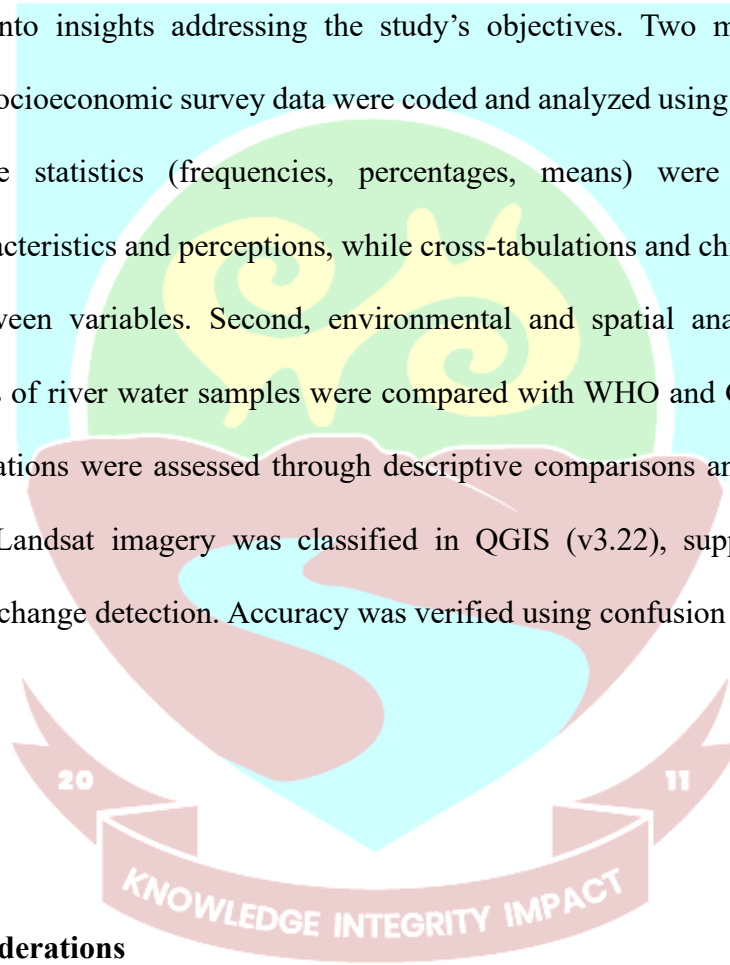 nto insights addressing the study’s objectives. Two m
ocioeconomic survey data were coded and analyzed using
e statistics (frequencies, percentages, means) were
acteristics and perceptions, while cross-tabulations and ch
ween variables. Second, environmental and spatial ana
s of river water samples were compared with WHO and
ations were assessed through descriptive comparisons an
Landsat imagery was classified in QGIS (v3.22), supp
change detection. Accuracy was verified using confusion
20
11
KNOWLEDGE INTEGRITY IMPACT
derations